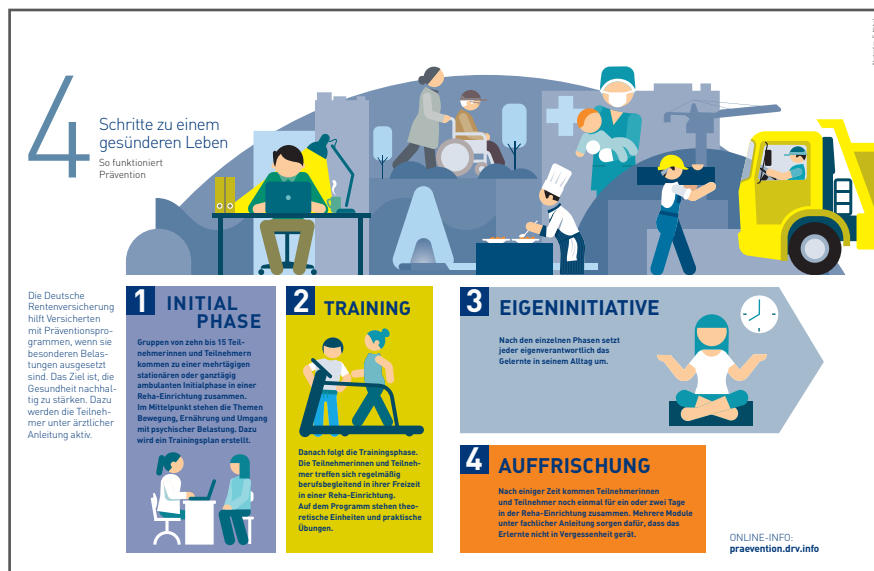 4
Schritte zu einem
gesünderen Leben
So funktioniert
Prävention
Die Deutsche
Rentenversicherung
hilft Versicherten
mit Präventionspro-
grammen, wenn sie
besonderen Belas-
tungen ausgesetzt
sind. Das Ziel ist, die
Gesundheit nachhal-
tig zu stärken. Dazu
werden die Teilneh-
mer unter ärztlicher
Anleitung aktiv.
1 INITIAL
PHASE
Gruppen von zehn bis 15 Teil-
nehmerinnen und Teilnehmern
kommen zu einer mehrtägigen
stationären oder ganztägig
ambulanten Initialphase in einer
Reha-Einrichtung zusammen.
Im Mittelpunkt stehen die Themen
Bewegung, Ernährung und Umgang
mit psychischer Belastung. Dazu
wird ein Trainingsplan erstellt.
2 TRAINING
Danach folgt die Trainingsphase.
Die Teilnehmerinnen und Teilneh-
mer treffen sich regelmäßig
berufsbegleitend in ihrer Freizeit
in einer Reha-Einrichtung.
Auf dem Programm stehen theo-
retische Einheiten und praktische
Übungen.
3 EIGENINITIATIVE
Nach den einzelnen Phasen setzt
jeder eigenverantwortlich das
Gelernte in seinem Alltag um.
4 AUFFRISCHUNG
Nach einiger Zeit kommen Teilnehmerinnen
und Teilnehmer noch einmal für ein oder zwei Tage
in der Reha-Einrichtung zusammen. Mehrere Module
unter fachlicher Anleitung sorgen dafür, dass das
Erlernte nicht in Vergessenheit gerät.
ONLINE-INFO:
praevention.drv.info